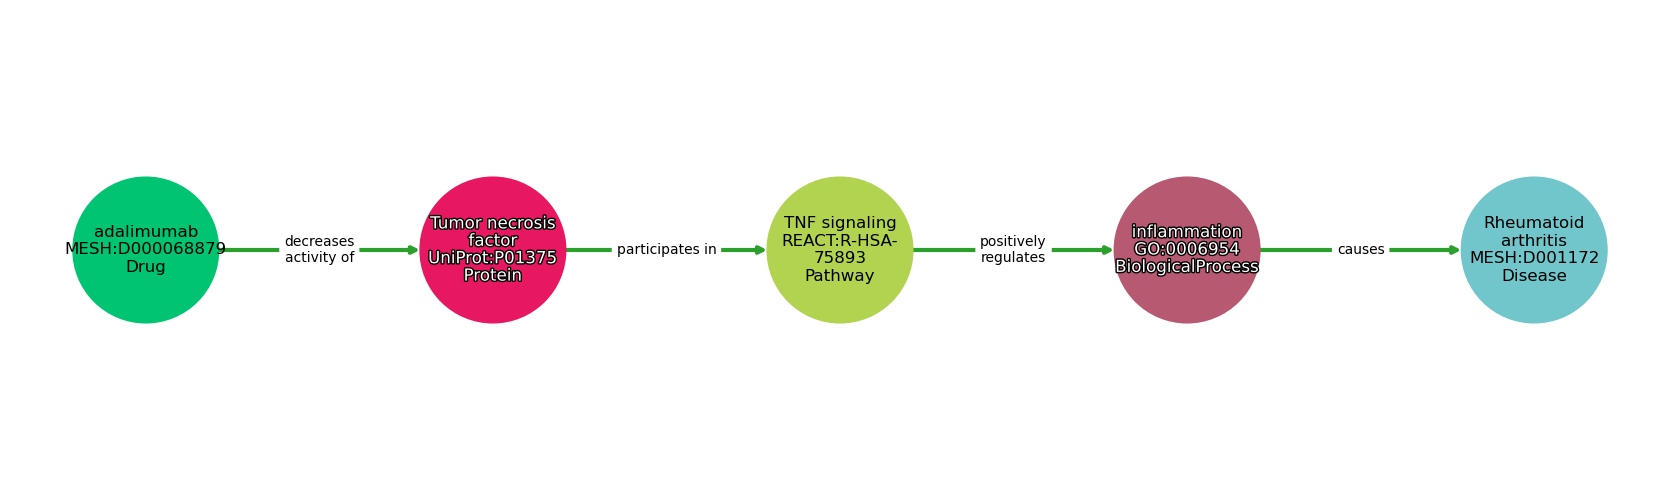 adalimumab
MESH:D000068879
Drug
decreases
activity of
Tumor necrosis
factor
UniProt:P01375
Protein
participates in
TNF signaling
REACT:R-HSA-
75893
Pathway
positively
regulates
inflammation
GO:0006954
BiologicalProcess
causes
Rheumatoid
arthritis
MESH:D001172
Disease